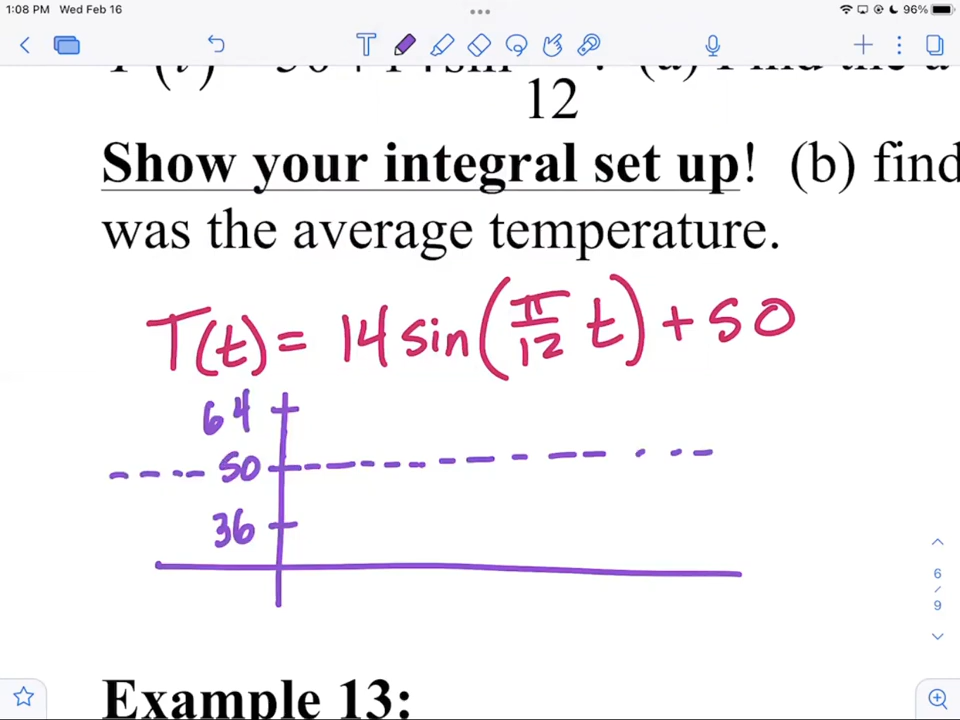 1:08 PM Wed Feb 16
96%
12
Show your integral set up! (b) find
was the average temperature.
T(t) = 14 sin(π/12 t) + 50
64
50
36
6
/
9
Example 13: